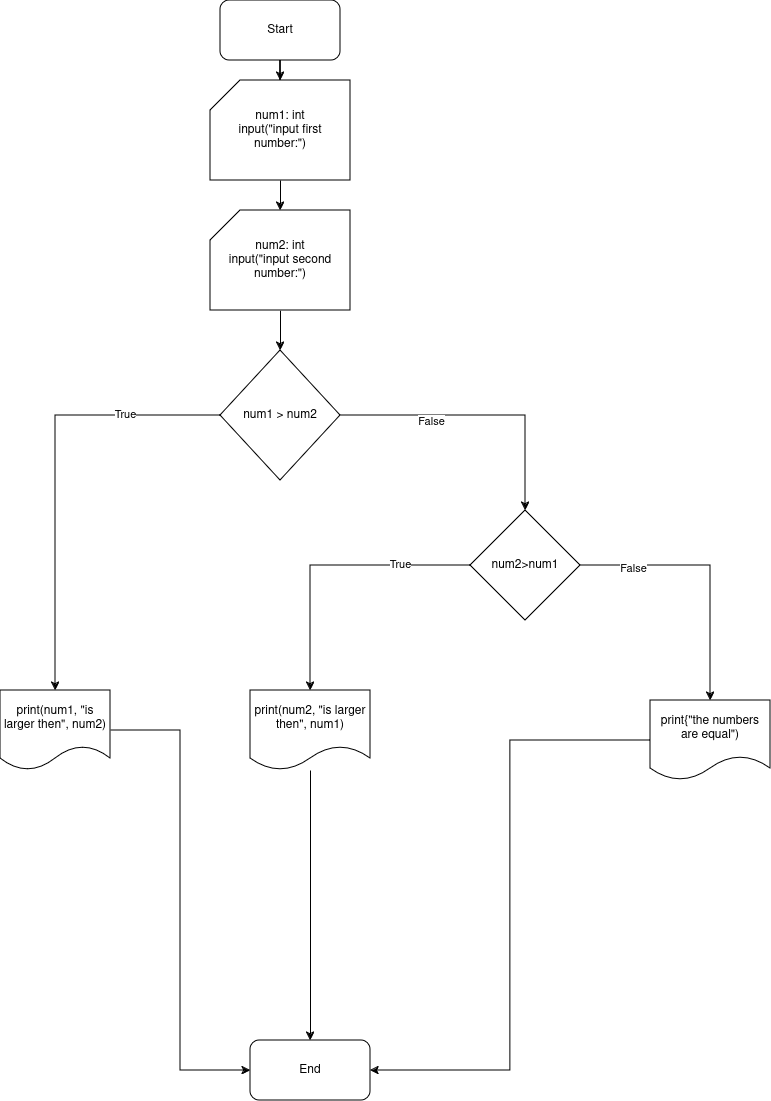 Start
num1: int
input("input first
number:")
num2: int
input("input second
number:")
num1 > num2
True
False
num2>num1
True
False
print(num1, "is
larger then", num2)
print(num2, "is larger
then", num1)
print{"the numbers
are equal")
End